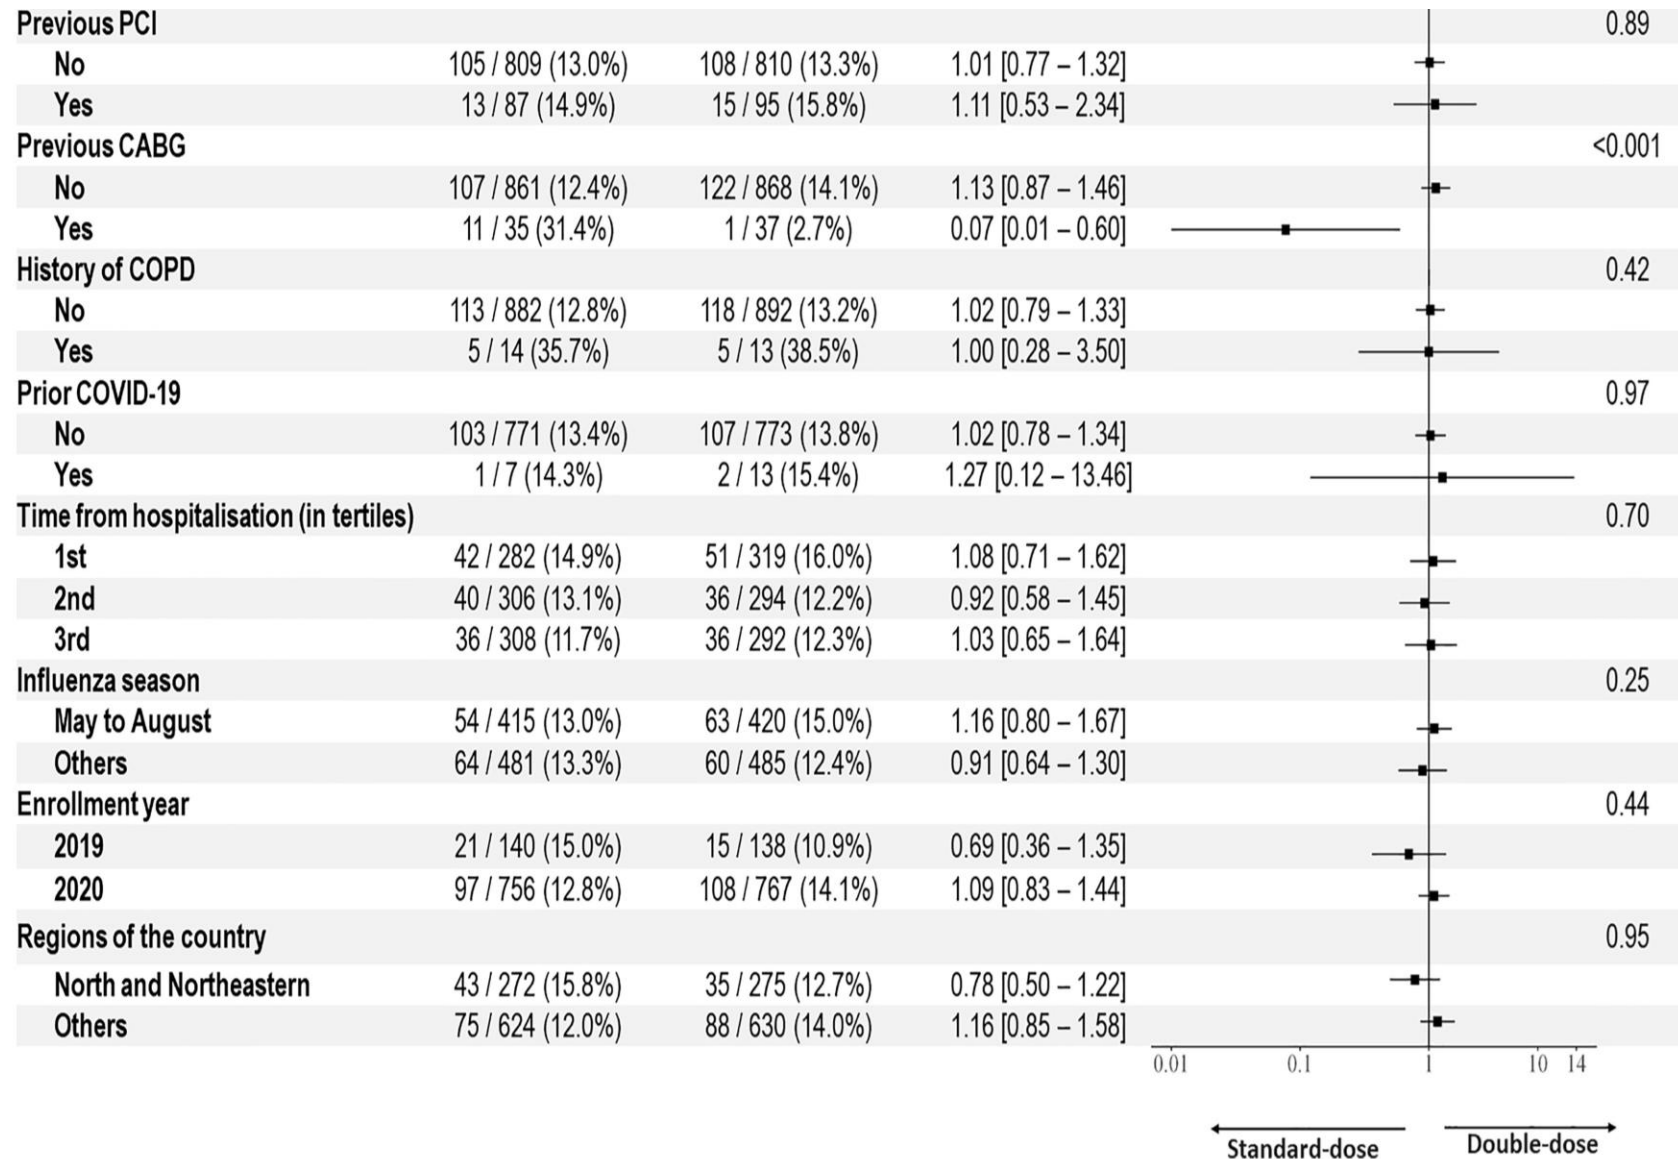 Previous PCI 0.89
No 105 / 809 (13.0%) 108 / 810 (13.3%) 1.01 [0.77 – 1.32]
Yes 13 / 87 (14.9%) 15 / 95 (15.8%) 1.11 [0.53 – 2.34]
Previous CABG <0.001
No 107 / 861 (12.4%) 122 / 868 (14.1%) 1.13 [0.87 – 1.46]
Yes 11 / 35 (31.4%) 1 / 37 (2.7%) 0.07 [0.01 – 0.60]
History of COPD 0.42
No 113 / 882 (12.8%) 118 / 892 (13.2%) 1.02 [0.79 – 1.33]
Yes 5 / 14 (35.7%) 5 / 13 (38.5%) 1.00 [0.28 – 3.50]
Prior COVID-19 0.97
No 103 / 771 (13.4%) 107 / 773 (13.8%) 1.02 [0.78 – 1.34]
Yes 1 / 7 (14.3%) 2 / 13 (15.4%) 1.27 [0.12 – 13.46]
Time from hospitalisation (in tertiles) 0.70
1st 42 / 282 (14.9%) 51 / 319 (16.0%) 1.08 [0.71 – 1.62]
2nd 40 / 306 (13.1%) 36 / 294 (12.2%) 0.92 [0.58 – 1.45]
3rd 36 / 308 (11.7%) 36 / 292 (12.3%) 1.03 [0.65 – 1.64]
Influenza season 0.25
May to August 54 / 415 (13.0%) 63 / 420 (15.0%) 1.16 [0.80 – 1.67]
Others 64 / 481 (13.3%) 60 / 485 (12.4%) 0.91 [0.64 – 1.30]
Enrollment year 0.44
2019 21 / 140 (15.0%) 15 / 138 (10.9%) 0.69 [0.36 – 1.35]
2020 97 / 756 (12.8%) 108 / 767 (14.1%) 1.09 [0.83 – 1.44]
Regions of the country 0.95
North and Northeastern 43 / 272 (15.8%) 35 / 275 (12.7%) 0.78 [0.50 – 1.22]
Others 75 / 624 (12.0%) 88 / 630 (14.0%) 1.16 [0.85 – 1.58]
0.01 0.1 1 10 14
Standard-dose Double-dose